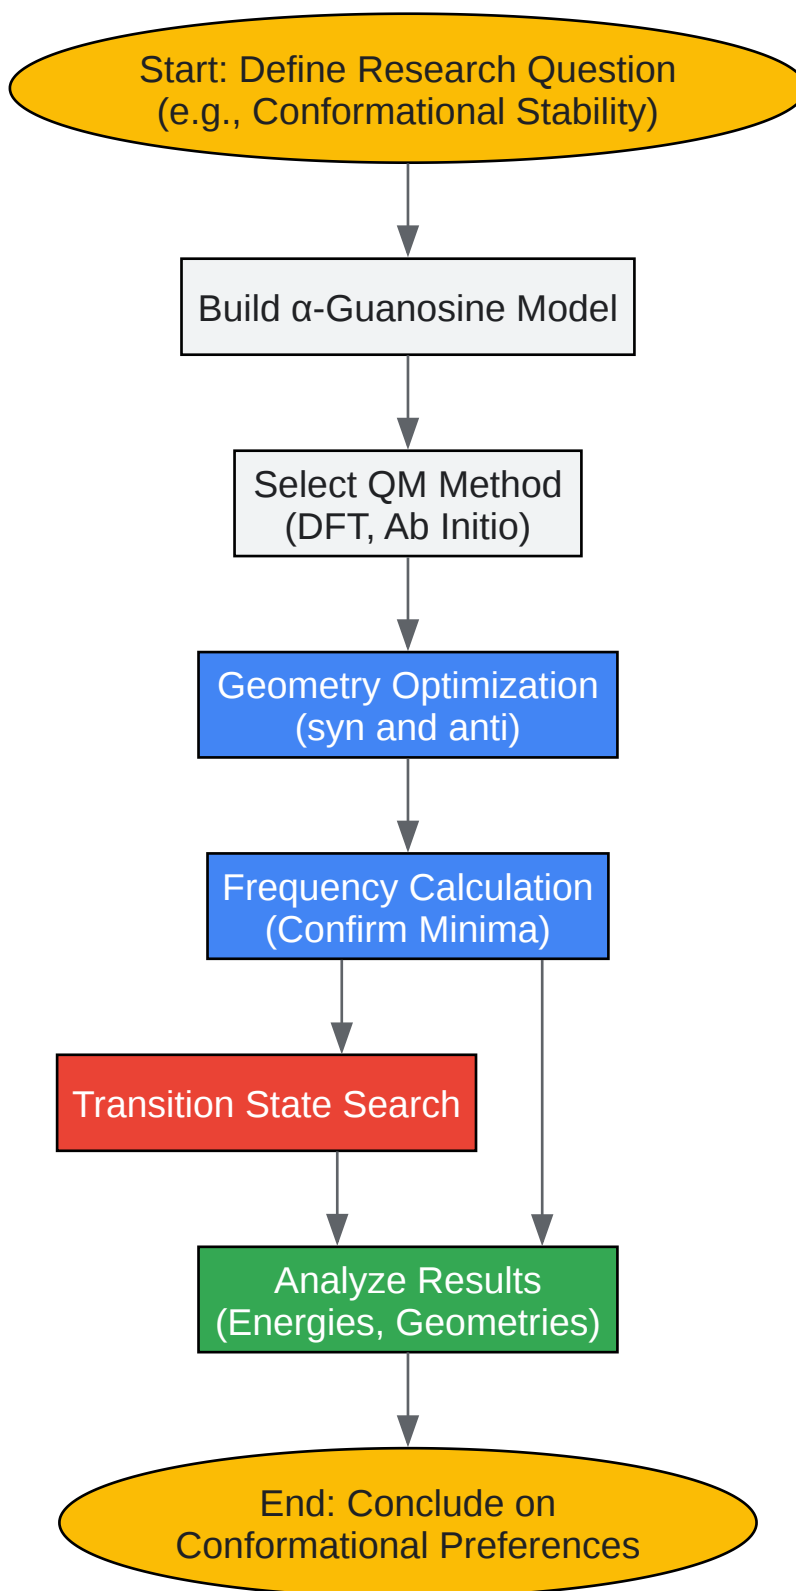 Start: Define Research Question
(e.g., Conformational Stability)
Build α-Guanosine Model
Select QM Method
(DFT, Ab Initio)
Geometry Optimization
(syn and anti)
Frequency Calculation
(Confirm Minima)
Transition State Search
Analyze Results
(Energies, Geometries)
End: Conclude on
Conformational Preferences